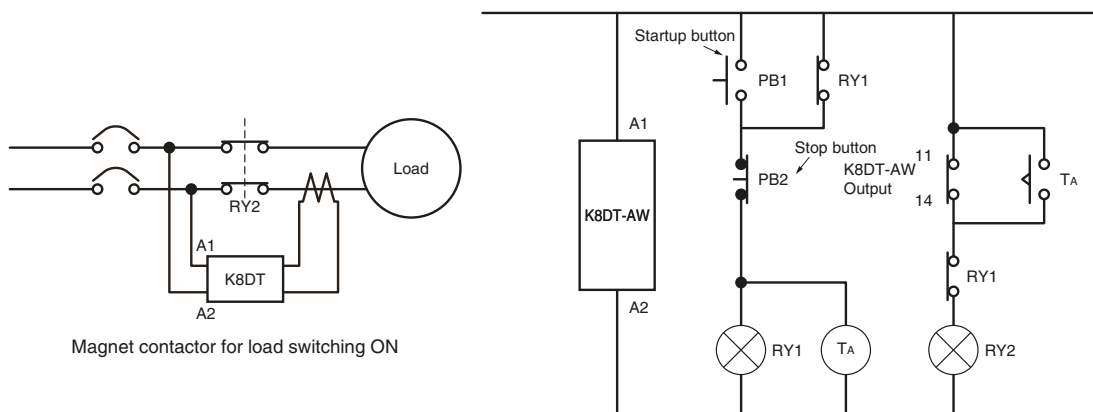 Load
RY2
A1
K8DT
A2
Magnet contactor for load switching ON
Startup button
PB1
RY1
A1
K8DT-AW
A2
Stop button
PB2
11
K8DT-AW
Output
14
TA
RY1
RY1
TA
RY2